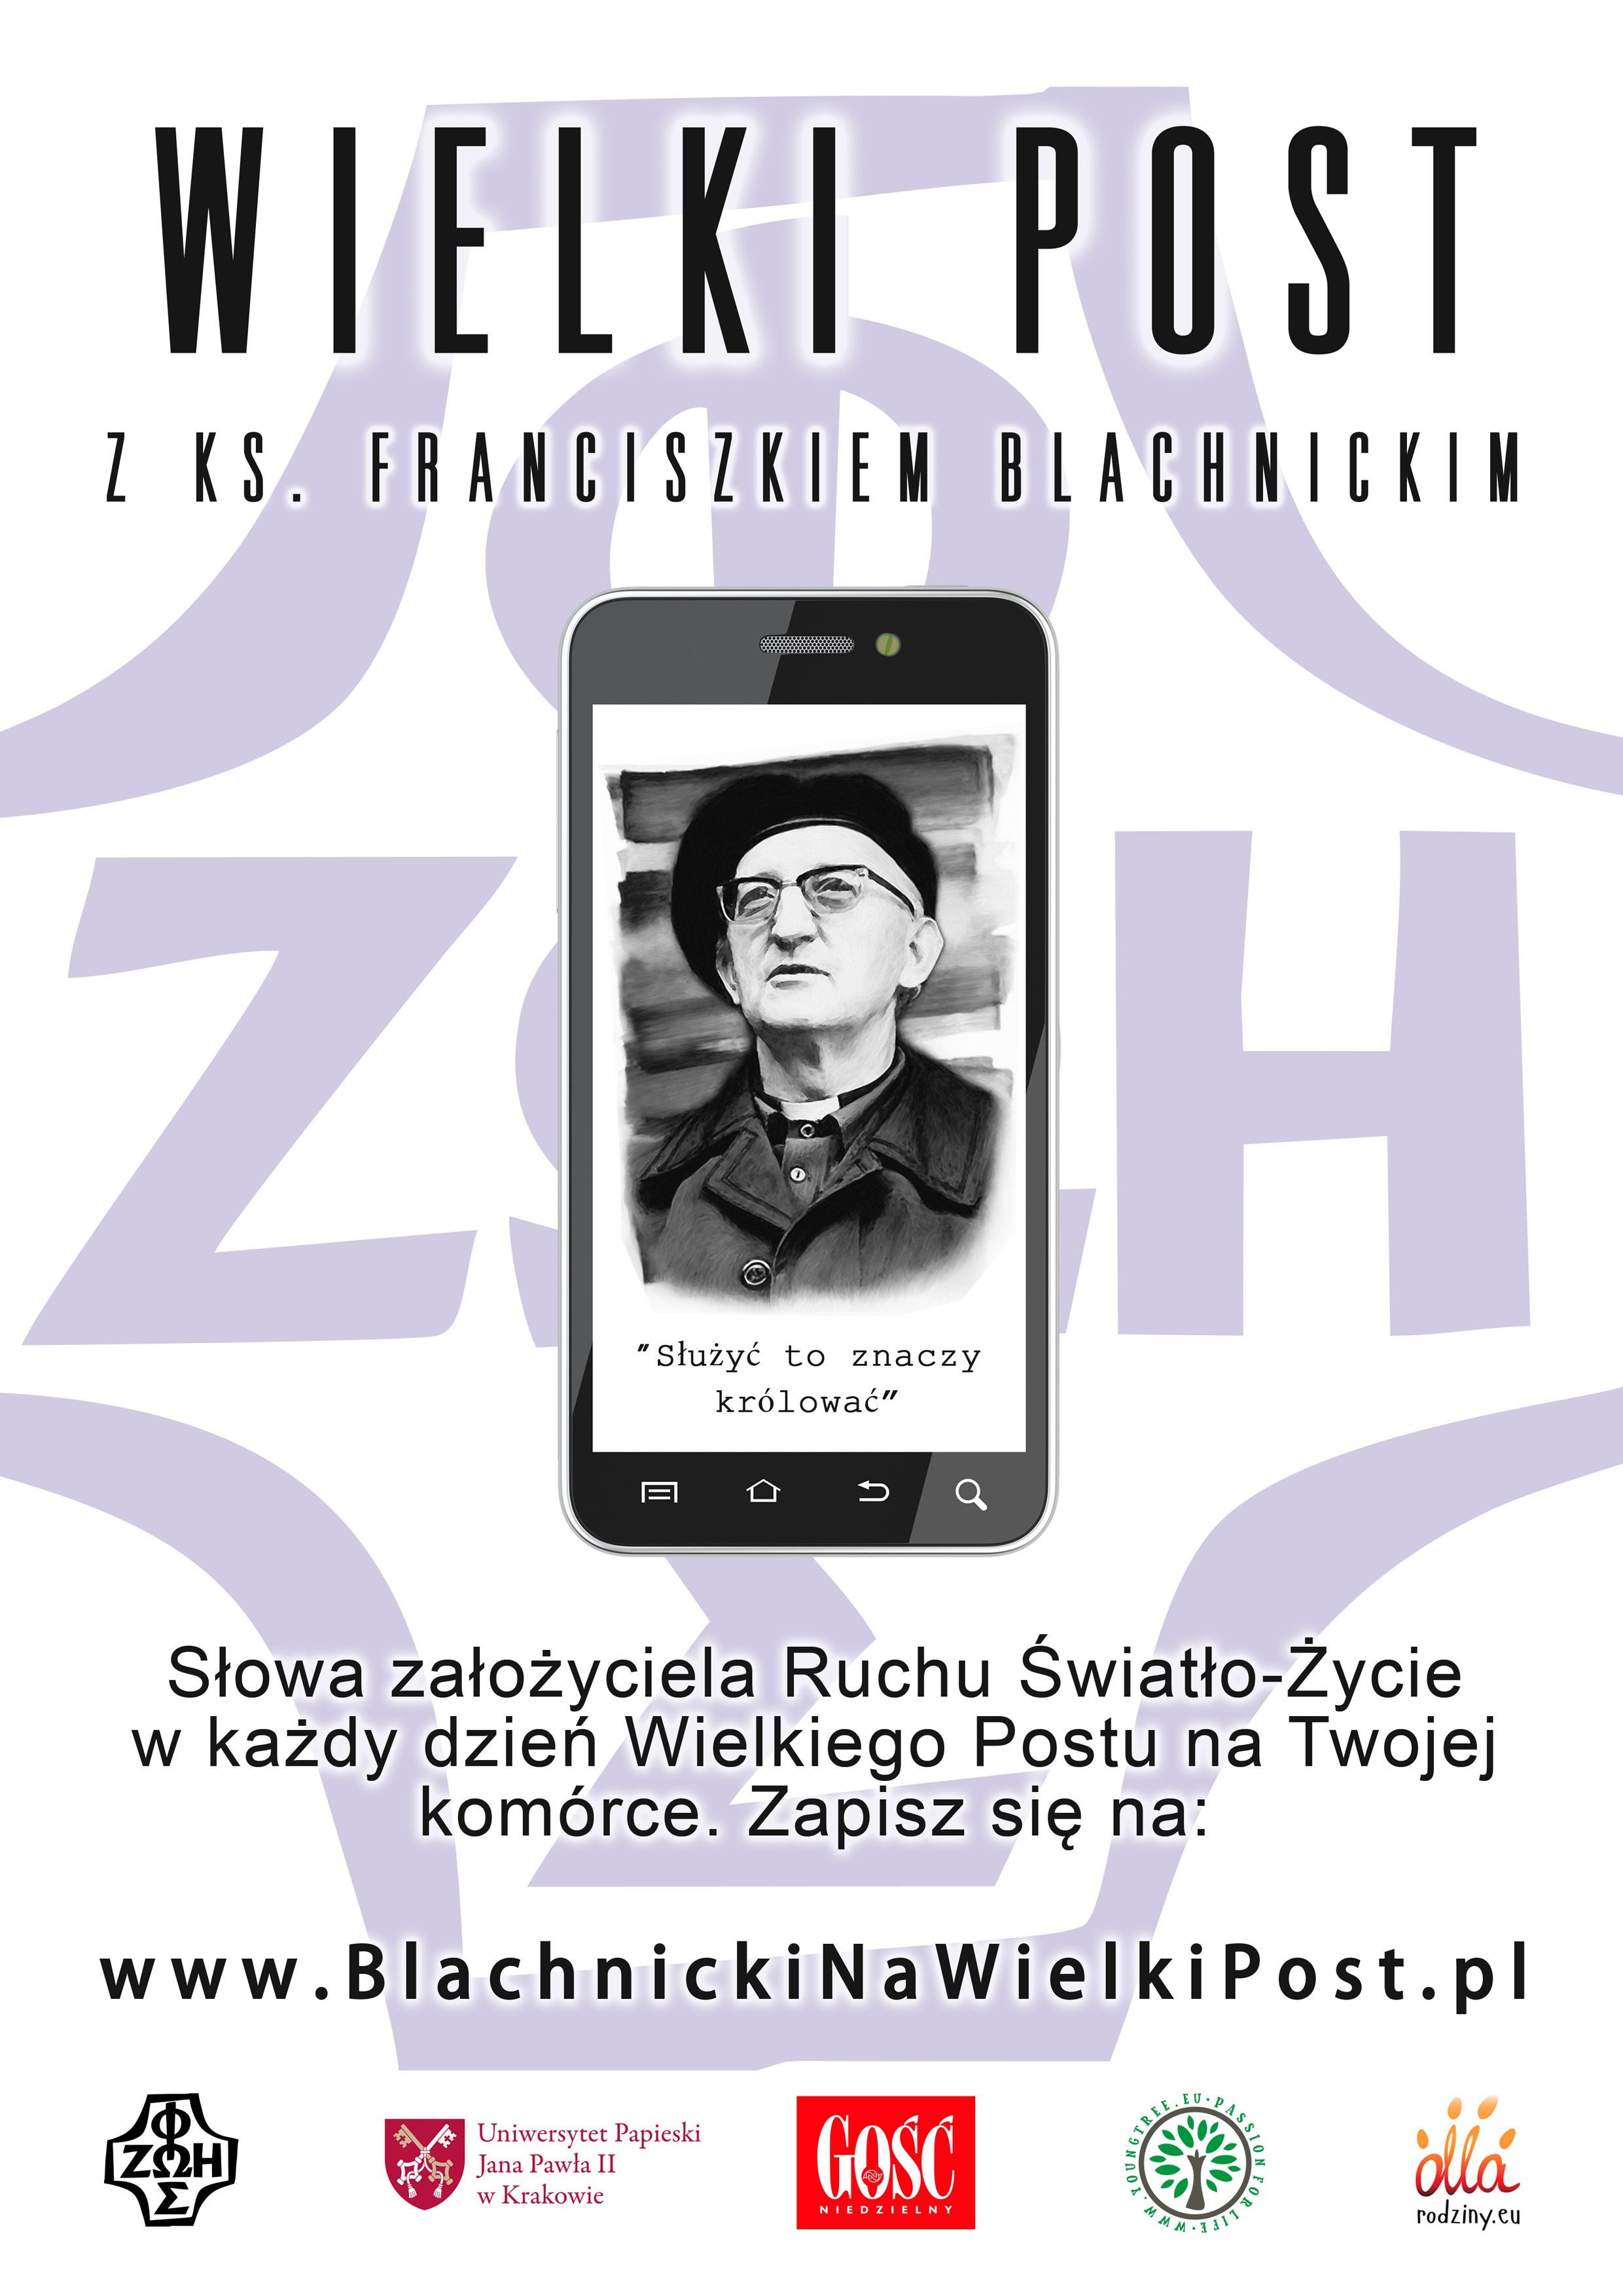 WIELKI POST
Z KS. FRANCISZKIEM BLACHNICKIM
"Służyć to znaczy
królować"
Słowa założyciela Ruchu Światło-Życie
w każdy dzień Wielkiego Postu na Twojej
komórce. Zapisz się na:
www.BlachnickiNaWielkiPost.pl
ΦΩΣ
ΖΩΗ
Uniwersytet Papieski
Jana Pawła II
w Krakowie
GOŚĆ
NIEDZIELNY
WWW.YOUNGTREE.EU·PASSION FOR LIFE·
dlla
rodziny.eu